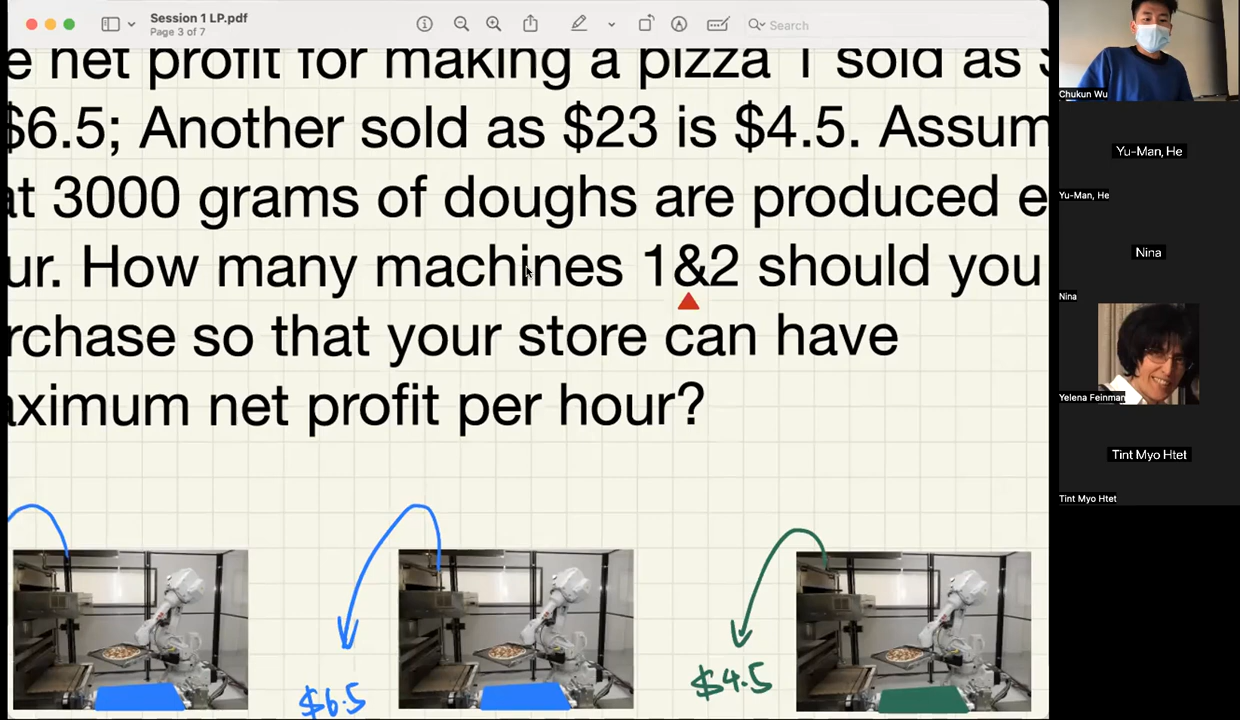 Session 1 LP.pdf
Page 3 of 7
Search
e net profit for making a pizza 1 sold as $
$6.5; Another sold as $23 is $4.5. Assum
at 3000 grams of doughs are produced e
ur. How many machines 1&2 should you
rchase so that your store can have
aximum net profit per hour?
$6.5
$4.5
Chukun Wu
Yu-Man, He
Yu-Man, He
Nina
Nina
Yelena Feinman
Tint Myo Htet
Tint Myo Htet